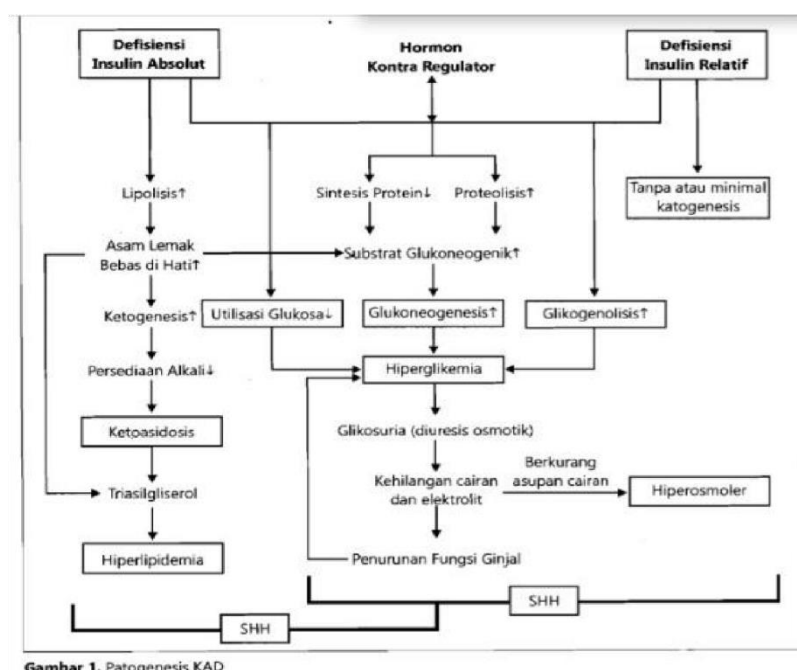 Defisiensi
Insulin Absolut
Hormon
Kontra Regulator
Defisiensi
Insulin Relatif
Lipolisis↑
Sintesis Protein↓
Proteolisis↑
Tanpa atau minimal
katogenesis
Asam Lemak
Bebas di Hati↑
Substrat Glukoneogenik↑
Ketogenesis↑
Utilisasi Glukosa↓
Glukoneogenesis↑
Glikogenolisis↑
Persediaan Alkali↓
Hiperglikemia
Ketoasidosis
Glikosuria (diuresis osmotik)
Triasilgliserol
Kehilangan cairan
dan elektrolit
Berkurang
asupan cairan
Hiperosmoler
Hiperlipidemia
Penurunan Fungsi Ginjal
SHH
SHH
Gambar 1. Patogenesis KAD